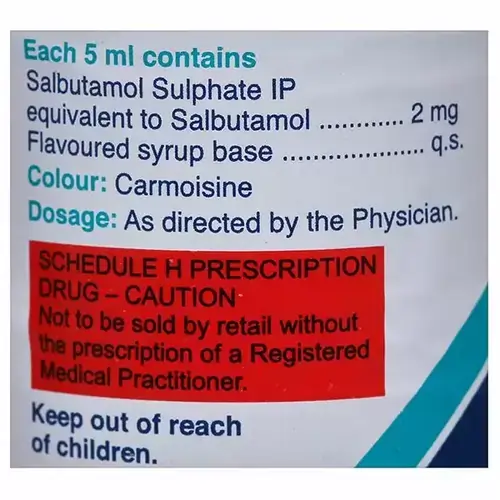 Each 5 ml contains
Salbutamol Sulphate IP
equivalent to Salbutamol ............ 2 mg
Flavoured syrup base .................... q.s.
Colour: Carmoisine
Dosage: As directed by the Physician.
SCHEDULE H PRESCRIPTION
DRUG – CAUTION
Not to be sold by retail without
the prescription of a Registered
Medical Practitioner.
Keep out of reach
of children.